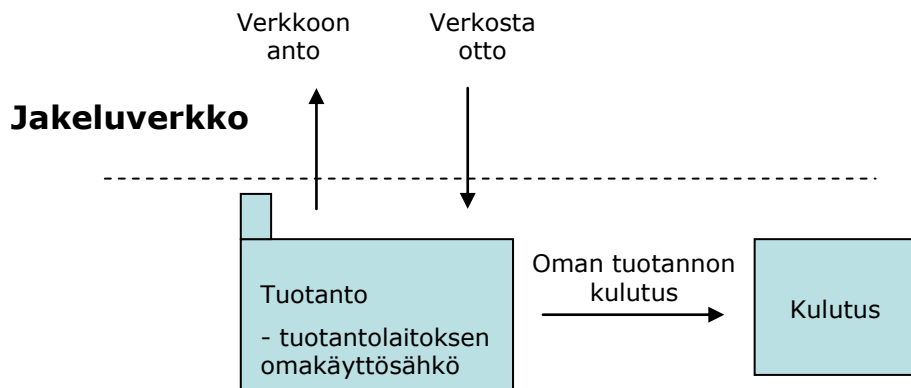 Verkkoon
anto
Verkosta
otto
Jakeluverkko
Tuotanto
- tuotantolaitoksen
omakäyttösähkö
Oman tuotannon
kulutus
Kulutus